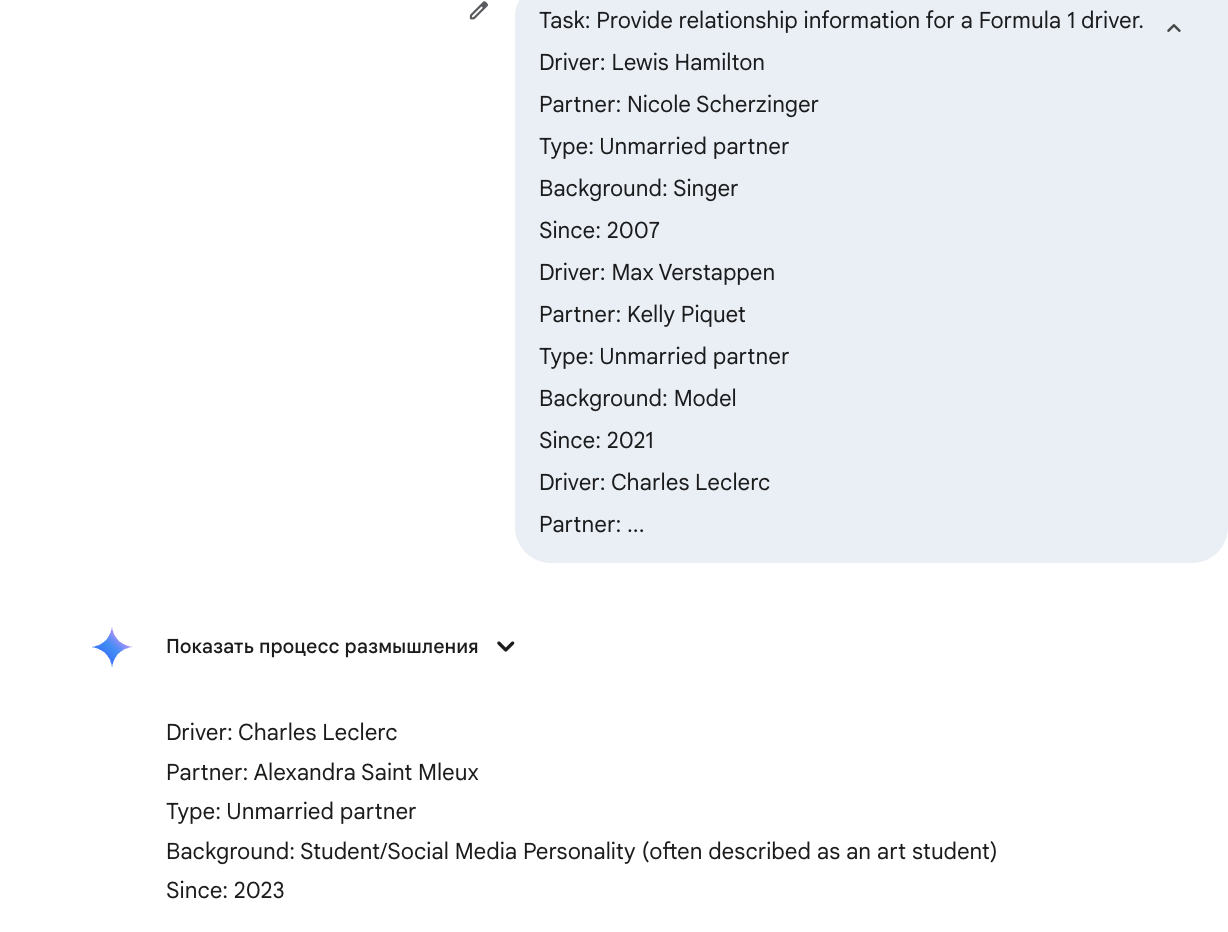 Task: Provide relationship information for a Formula 1 driver.
Driver: Lewis Hamilton
Partner: Nicole Scherzinger
Type: Unmarried partner
Background: Singer
Since: 2007
Driver: Max Verstappen
Partner: Kelly Piquet
Type: Unmarried partner
Background: Model
Since: 2021
Driver: Charles Leclerc
Partner: ...
Показать процесс размышления
Driver: Charles Leclerc
Partner: Alexandra Saint Mleux
Type: Unmarried partner
Background: Student/Social Media Personality (often described as an art student)
Since: 2023